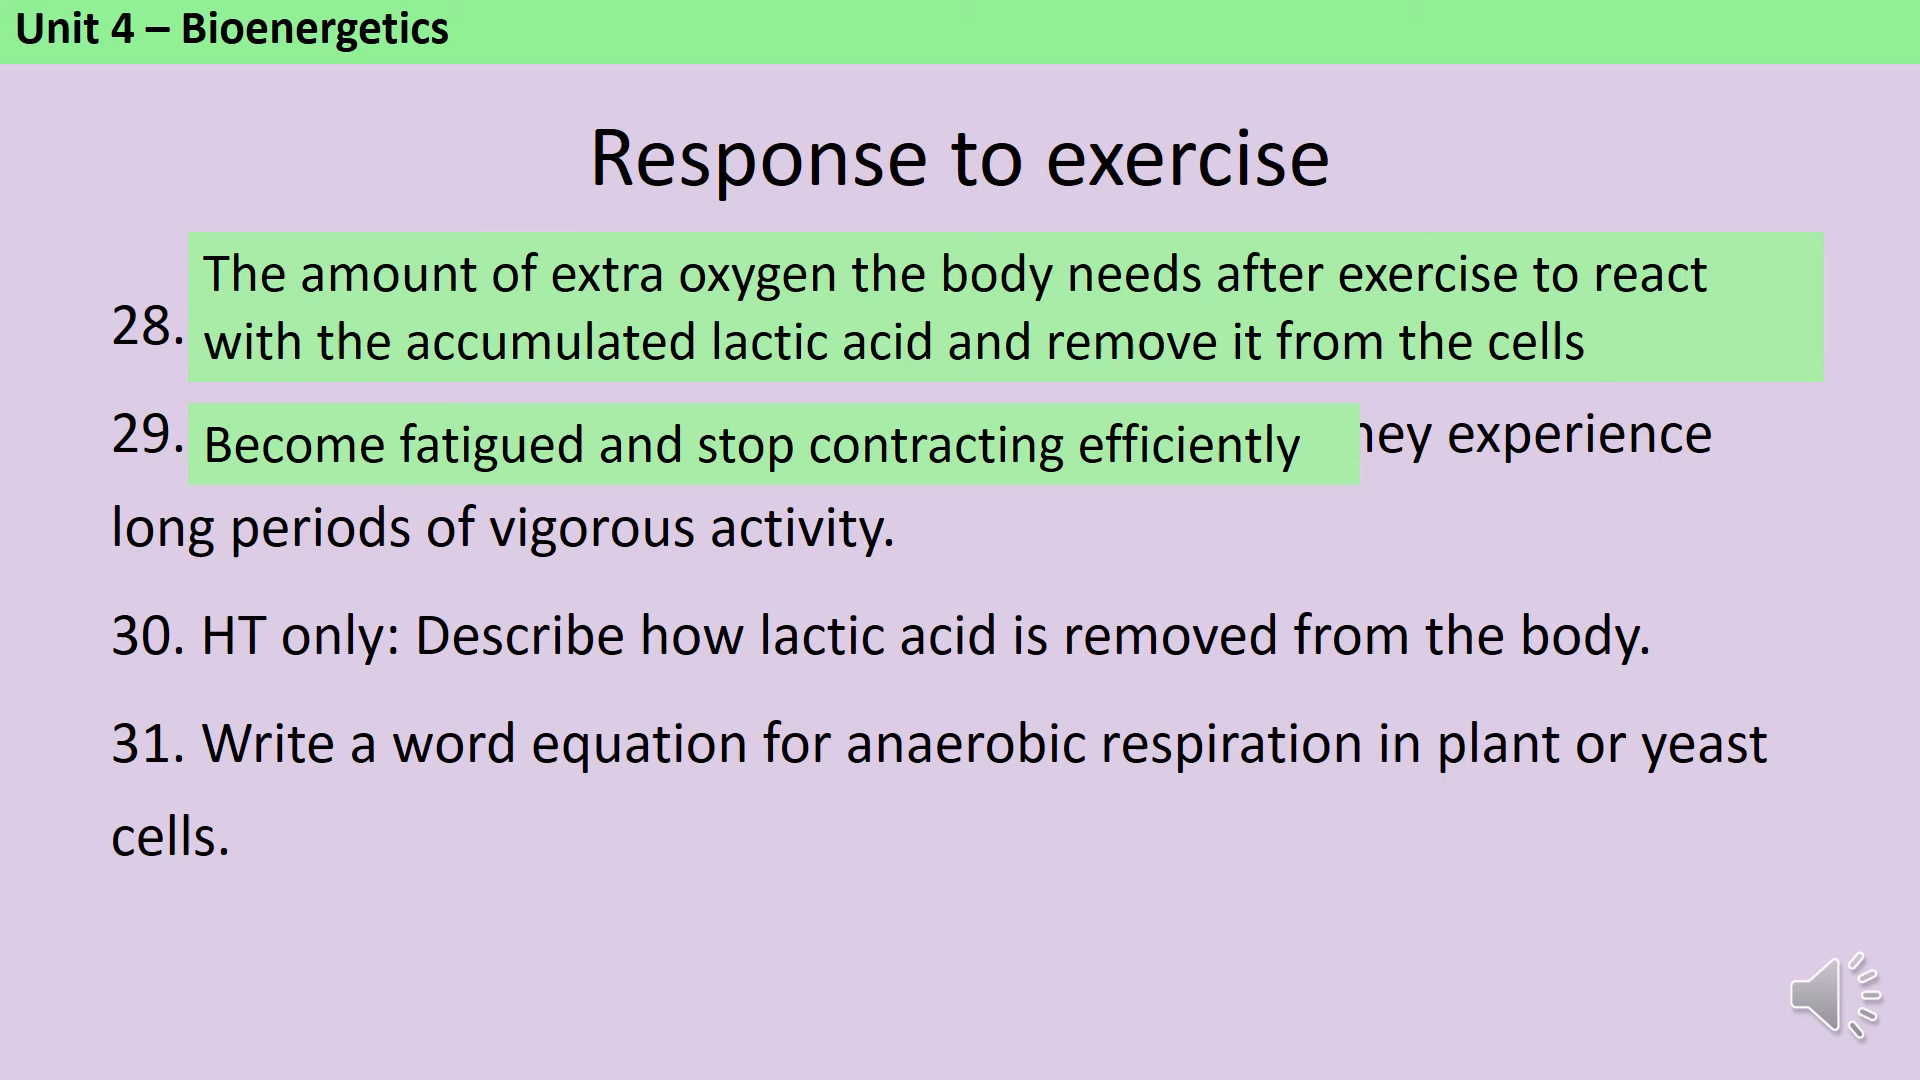 Unit 4 – Bioenergetics
Response to exercise
The amount of extra oxygen the body needs after exercise to react
28. with the accumulated lactic acid and remove it from the cells
29. Become fatigued and stop contracting efficiently hey experience
long periods of vigorous activity.
30. HT only: Describe how lactic acid is removed from the body.
31. Write a word equation for anaerobic respiration in plant or yeast
cells.